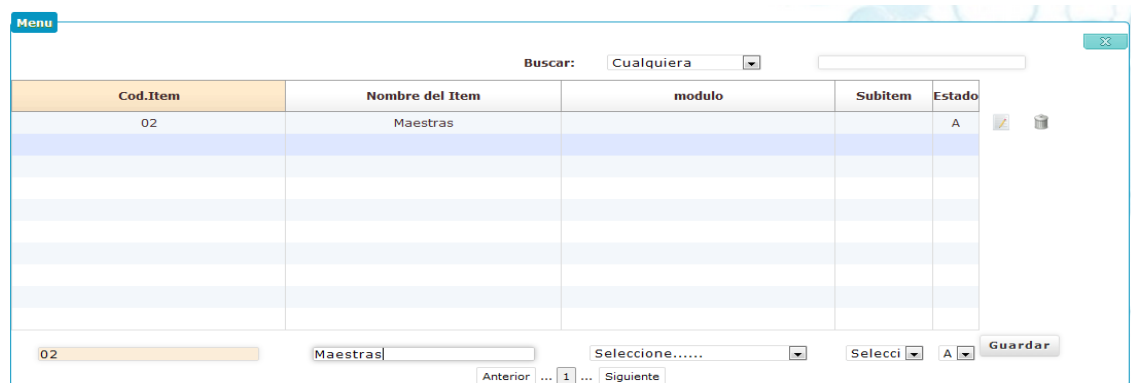 Menu
Buscar: Cualquiera
Cod.Item Nombre del Item modulo Subitem Estado
02 Maestras A
02 Maestras Seleccione...... Selecci A Guardar
Anterior ... 1 ... Siguiente